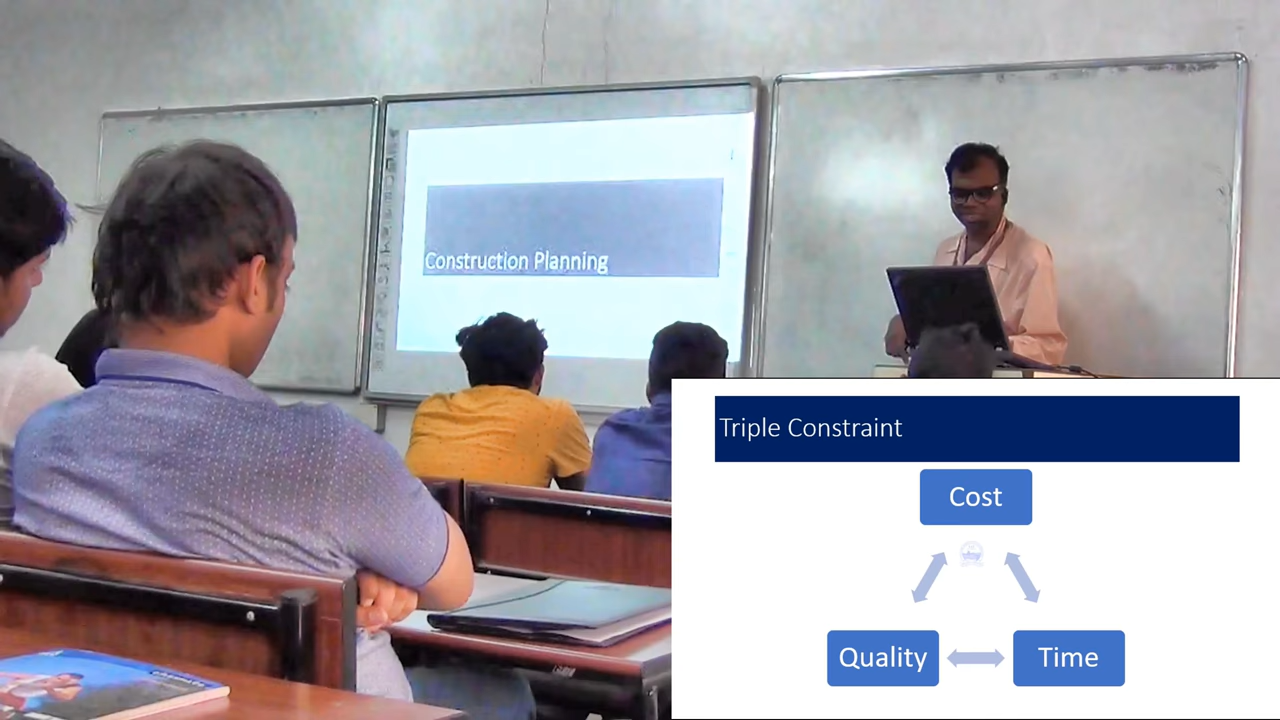 Construction Planning
Triple Constraint
Cost
Quality
Time